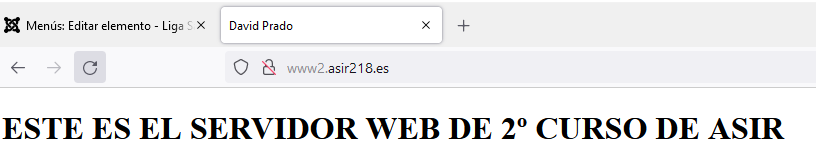 Menús: Editar elemento - Liga S
David Prado
www2.asir218.es
ESTE ES EL SERVIDOR WEB DE 2º CURSO DE ASIR